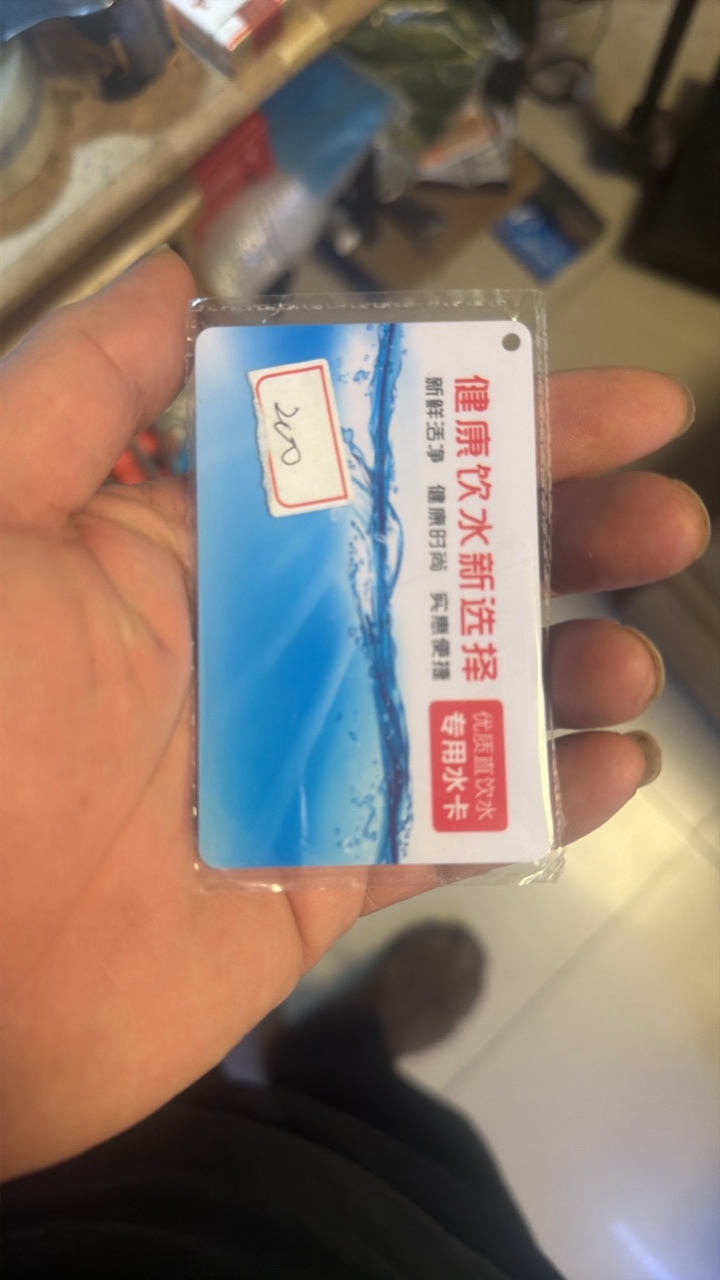 健康饮水新选择
新鲜活净 健康时尚 实惠便捷
优质直饮水
专用水卡
200